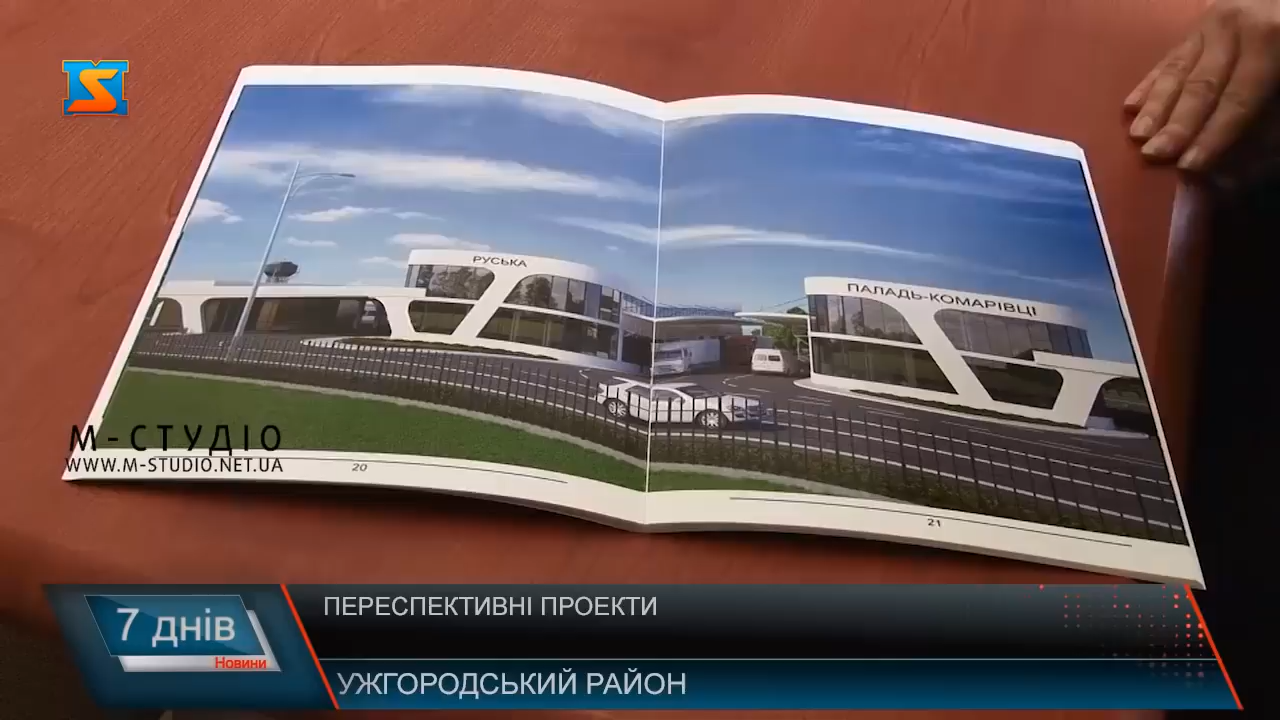 РУСЬКА
ПАЛАДЬ-КОМАРІВЦІ
М-СТУДІО
WWW.M-STUDIO.NET.UA
20
21
7 днів
Новини
ПЕРЕСПЕКТИВНІ ПРОЕКТИ
УЖГОРОДСЬКИЙ РАЙОН